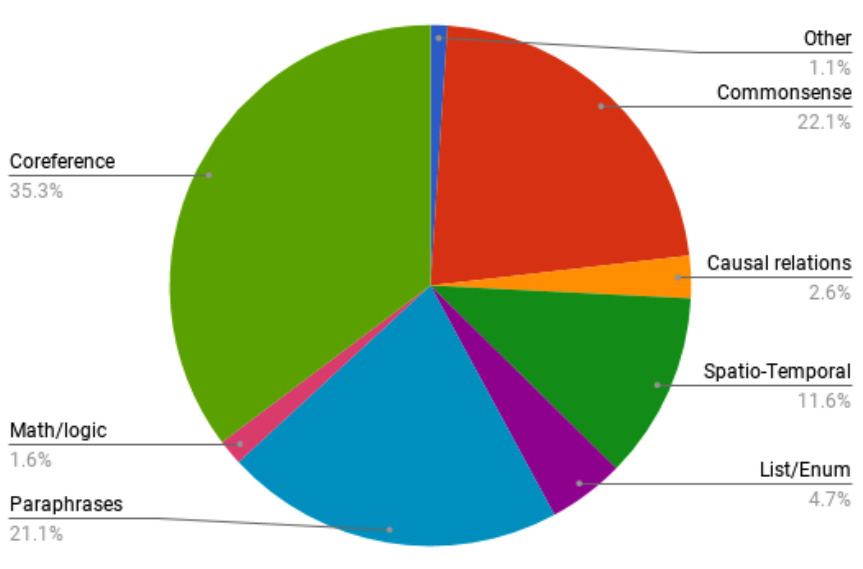 Other
1.1%
Commonsense
22.1%
Coreference
35.3%
Causal relations
2.6%
Spatio-Temporal
11.6%
Math/logic
1.6%
List/Enum
4.7%
Paraphrases
21.1%